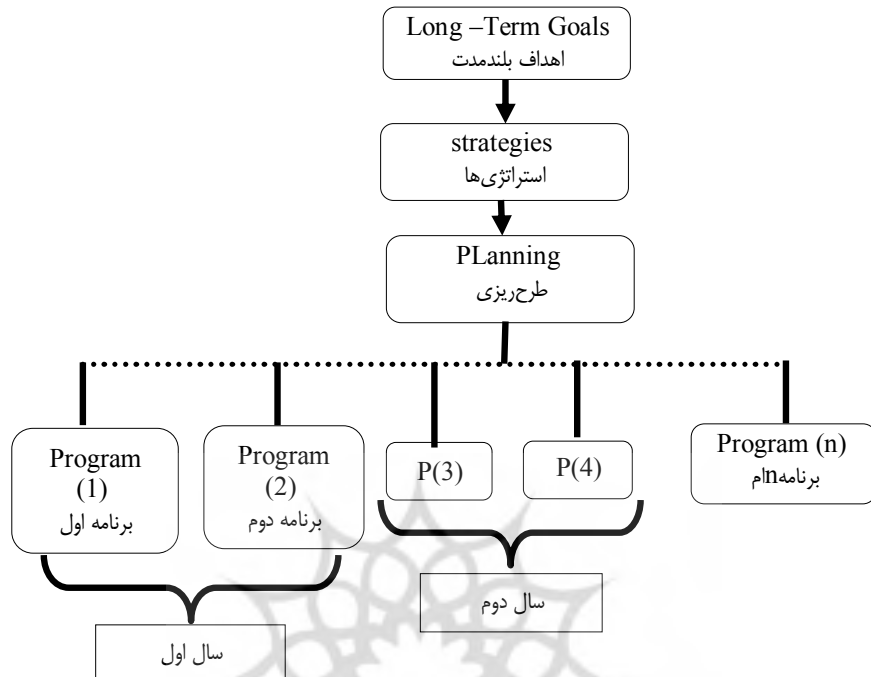 Long –Term Goals
اهداف بلندمدت
strategies
استراتژی‌ها
PLanning
طرح‌ریزی
Program
(1)
برنامه اول
Program
(2)
برنامه دوم
P(3)
P(4)
Program (n)
برنامهnام
سال اول
سال دوم